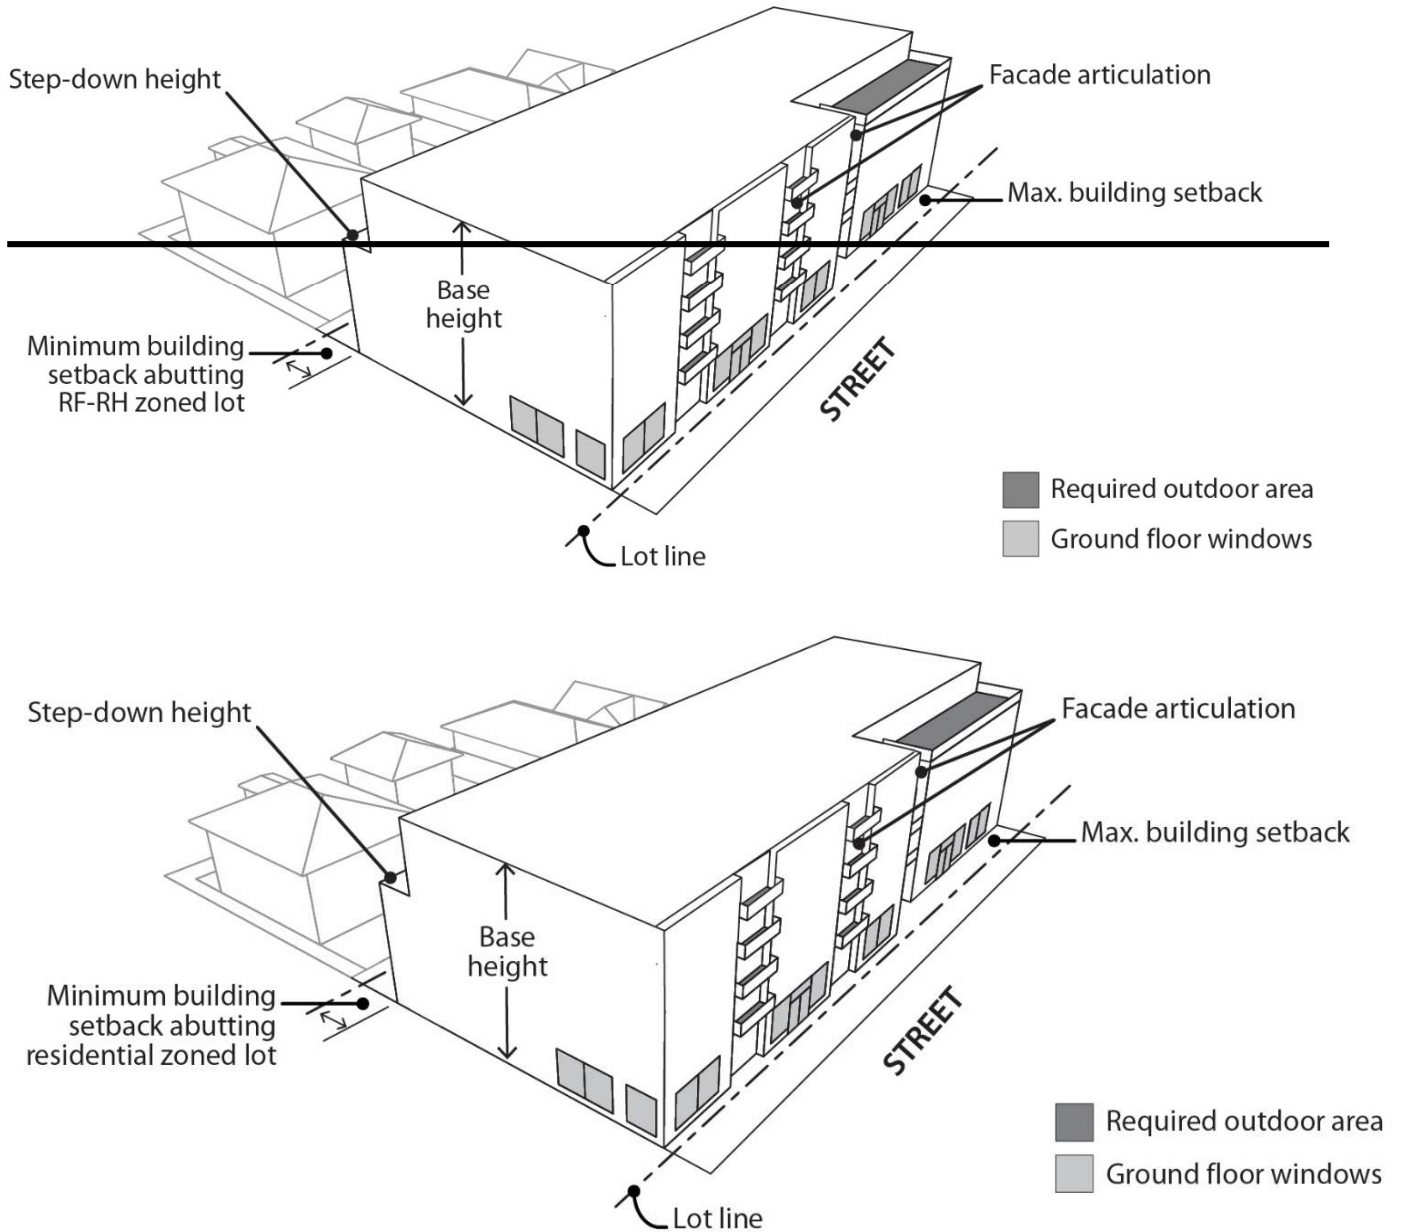 Step-down height
Facade articulation
Max. building setback
Base
height
Minimum building
setback abutting
RF-RH zoned lot
STREET
Required outdoor area
Ground floor windows
Lot line
Step-down height
Facade articulation
Max. building setback
Base
height
Minimum building
setback abutting
residential zoned lot
STREET
Required outdoor area
Ground floor windows
Lot line